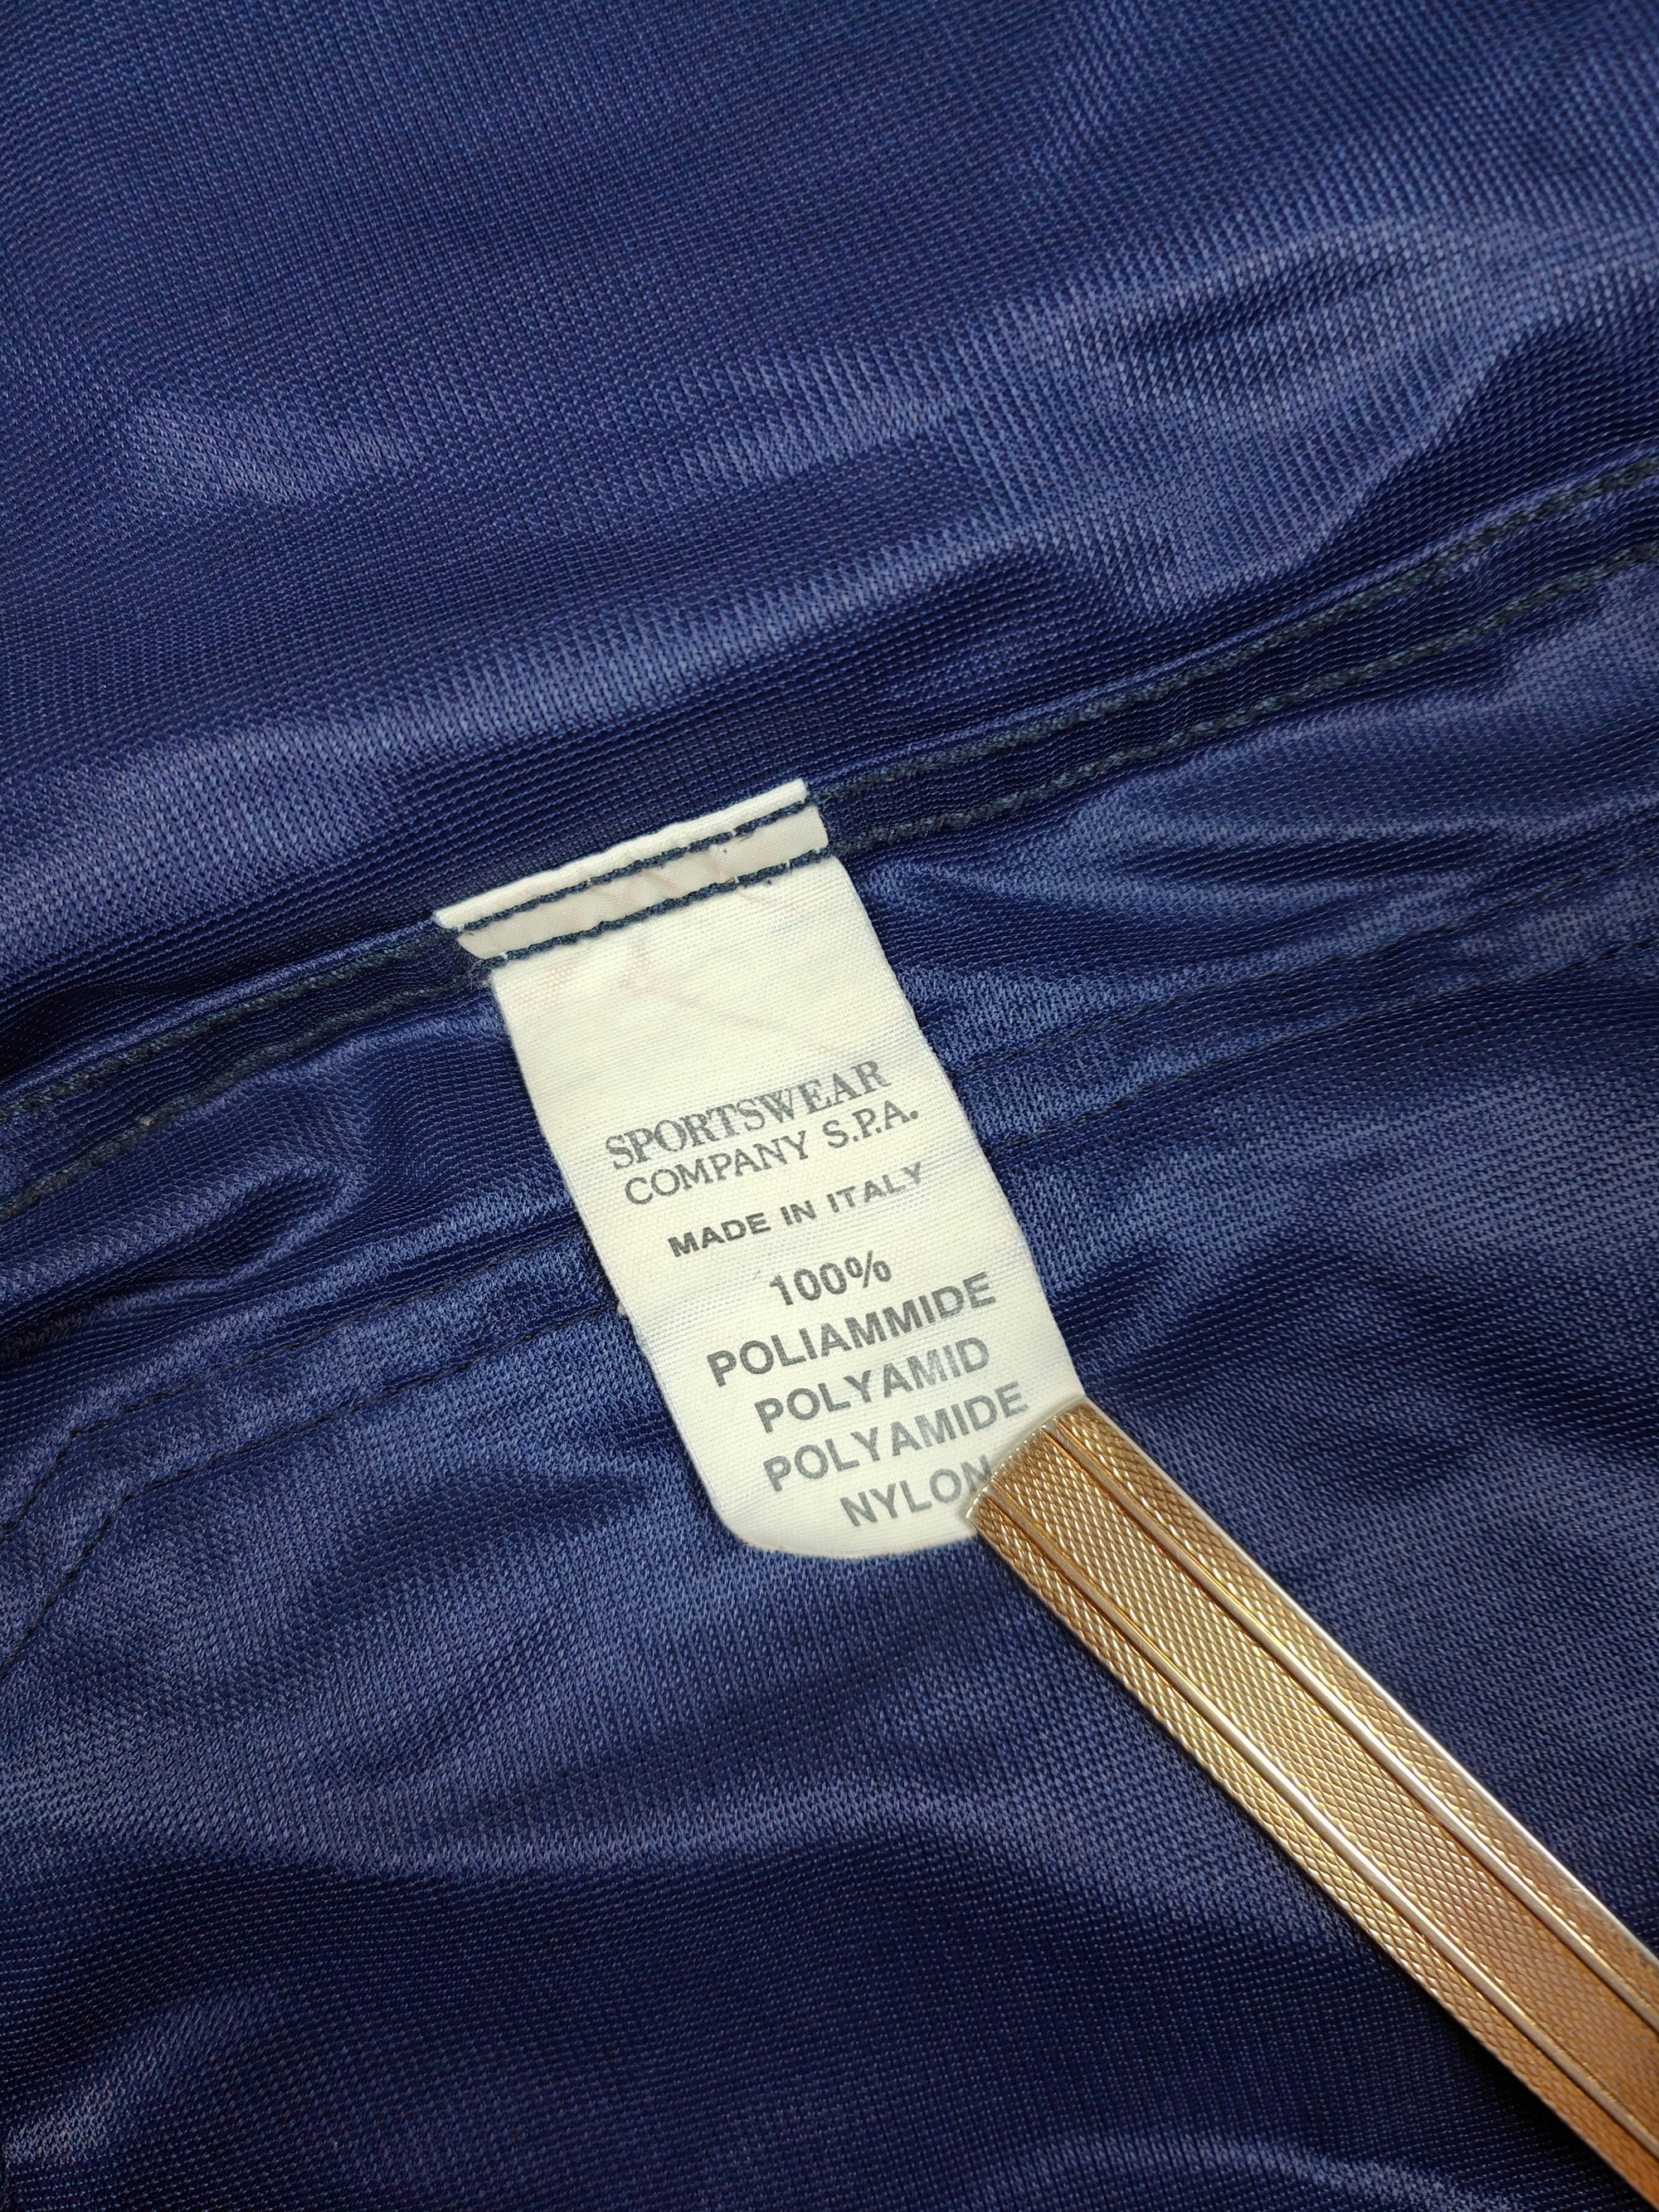 SPORTSWEAR
COMPANY S.P.A.
MADE IN ITALY
100%
POLIAMMIDE
POLYAMID
POLYAMIDE
NYLON